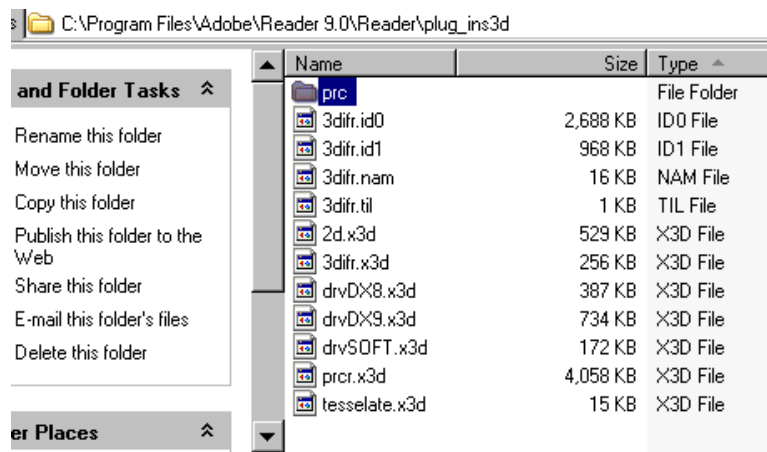 s C:\Program Files\Adobe\Reader 9.0\Reader\plug_ins3d
and Folder Tasks
Rename this folder
Move this folder
Copy this folder
Publish this folder to the
Web
Share this folder
E-mail this folder's files
Delete this folder
er Places
Name Size Type
prc File Folder
3difr.id0 2,688 KB ID0 File
3difr.id1 968 KB ID1 File
3difr.nam 16 KB NAM File
3difr.til 1 KB TIL File
2d.x3d 529 KB X3D File
3difr.x3d 256 KB X3D File
drvDX8.x3d 387 KB X3D File
drvDX9.x3d 734 KB X3D File
drvSOFT.x3d 172 KB X3D File
prcr.x3d 4,058 KB X3D File
tesselate.x3d 15 KB X3D File